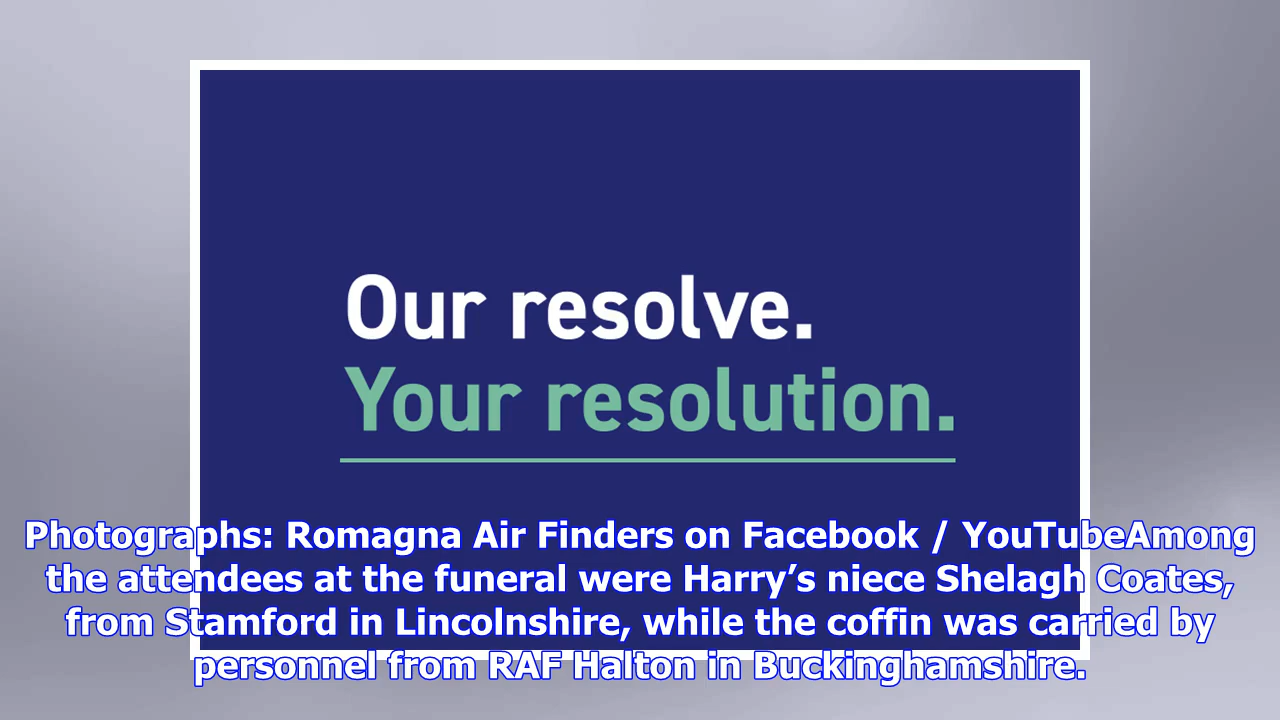 Our resolve.
Your resolution.
Photographs: Romagna Air Finders on Facebook / YouTubeAmong
the attendees at the funeral were Harry’s niece Shelagh Coates,
from Stamford in Lincolnshire, while the coffin was carried by
personnel from RAF Halton in Buckinghamshire.